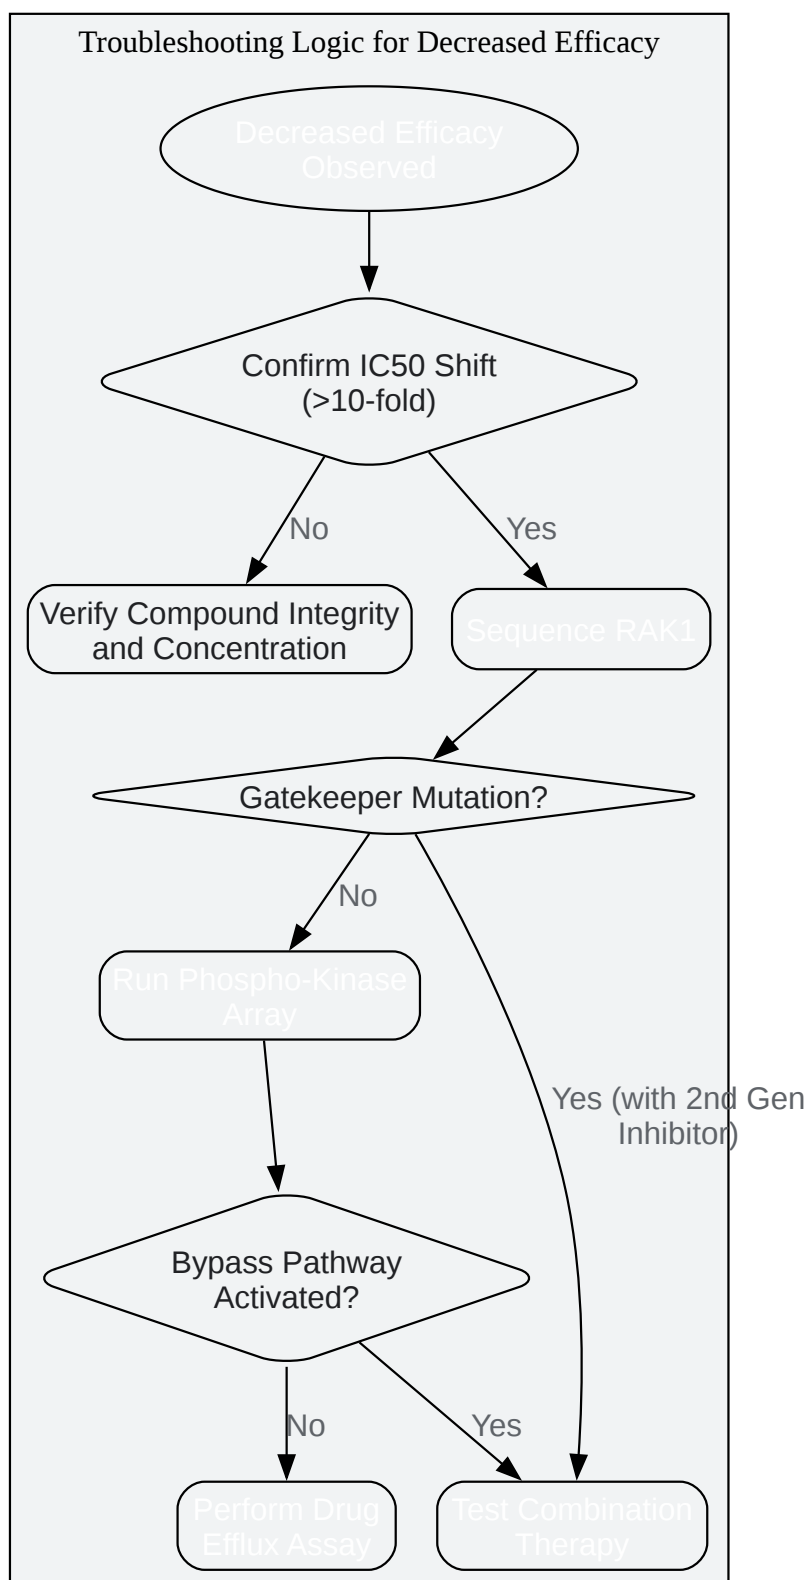 Troubleshooting Logic for Decreased Efficacy
Decreased Efficacy
Observed
Confirm IC50 Shift
(>10-fold)
No
Yes
Verify Compound Integrity
and Concentration
Sequence RAK1
Gatekeeper Mutation?
No
Run Phospho-Kinase
Array
Yes (with 2nd Gen
Inhibitor)
Bypass Pathway
Activated?
No
Yes
Perform Drug
Efflux Assay
Test Combination
Therapy